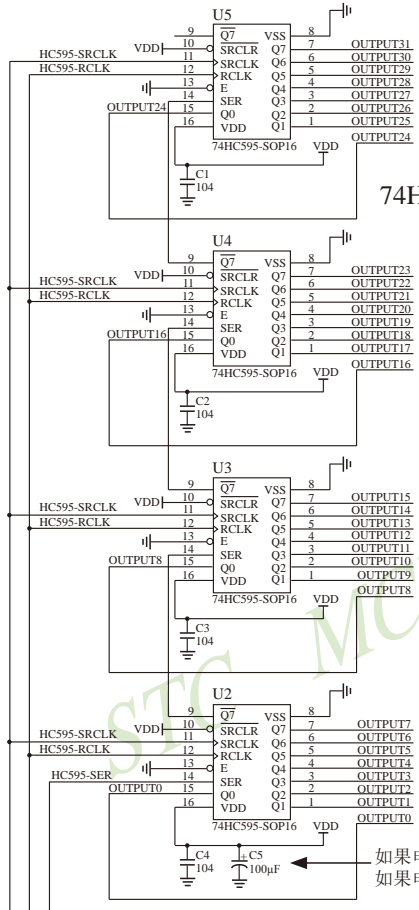 U5
9 Q7 VSS 8
VDD 10 SRCLR Q7 7 OUTPUT31
HC595-SRCLK 11 SRCLK Q6 6 OUTPUT30
HC595-RCLK 12 RCLK Q5 5 OUTPUT29
13 E Q4 4 OUTPUT28
14 SER Q3 3 OUTPUT27
OUTPUT24 15 Q0 Q2 2 OUTPUT26
16 VDD Q1 1 OUTPUT25
OUTPUT24
74HC595-SOP16 VDD
C1
104
74H
U4
9 Q7 VSS 8
VDD 10 SRCLR Q7 7 OUTPUT23
HC595-SRCLK 11 SRCLK Q6 6 OUTPUT22
HC595-RCLK 12 RCLK Q5 5 OUTPUT21
13 E Q4 4 OUTPUT20
14 SER Q3 3 OUTPUT19
OUTPUT16 15 Q0 Q2 2 OUTPUT18
16 VDD Q1 1 OUTPUT17
OUTPUT16
74HC595-SOP16 VDD
C2
104
U3
9 Q7 VSS 8
VDD 10 SRCLR Q7 7 OUTPUT15
HC595-SRCLK 11 SRCLK Q6 6 OUTPUT14
HC595-RCLK 12 RCLK Q5 5 OUTPUT13
13 E Q4 4 OUTPUT12
14 SER Q3 3 OUTPUT11
OUTPUT8 15 Q0 Q2 2 OUTPUT10
16 VDD Q1 1 OUTPUT9
OUTPUT8
74HC595-SOP16 VDD
C3
104
STC MC
U2
9 Q7 VSS 8
VDD 10 SRCLR Q7 7 OUTPUT7
HC595-SRCLK 11 SRCLK Q6 6 OUTPUT6
HC595-RCLK 12 RCLK Q5 5 OUTPUT5
13 E Q4 4 OUTPUT4
HC595-SER 14 SER Q3 3 OUTPUT3
OUTPUT0 15 Q0 Q2 2 OUTPUT2
16 VDD Q1 1 OUTPUT1
OUTPUT0
74HC595-SOP16 VDD
C4
104
+ C5
100μF
如果
如果